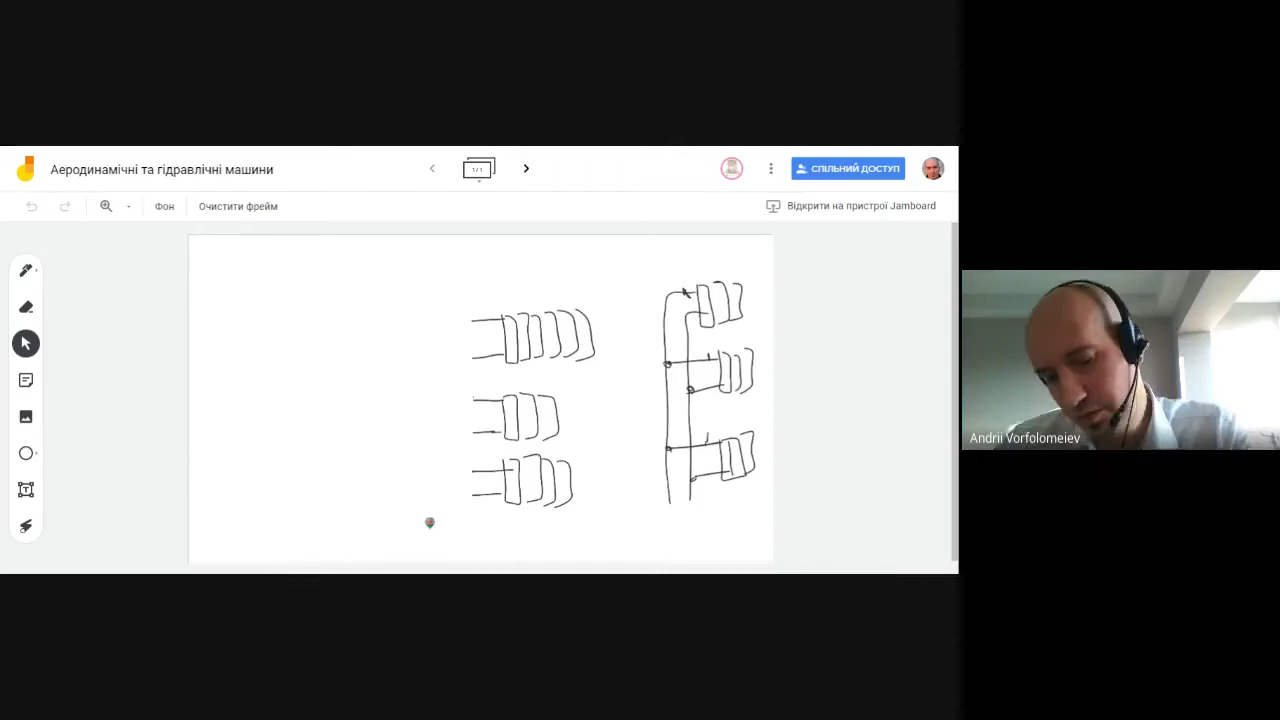 Аеродинамічні та гідравлічні машини
1/1
СПІЛЬНИЙ ДОСТУП
Фон
Очистити фрейм
Відкрити на пристрої Jamboard
Andrii Vorfolomeiev